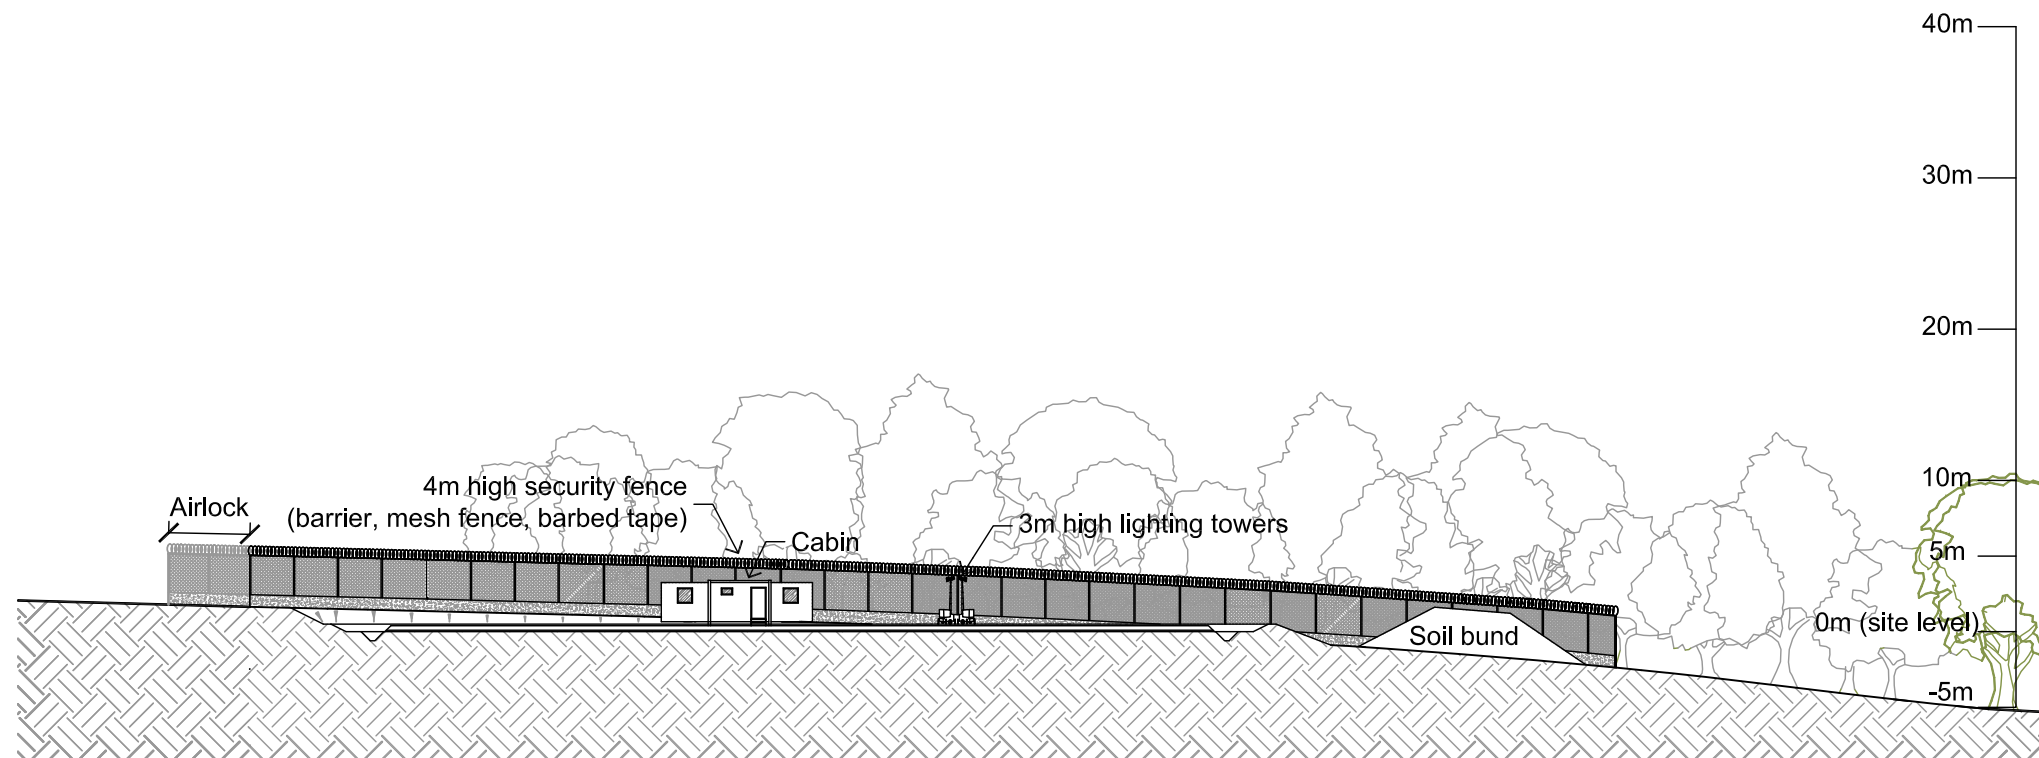 40m
30m
20m
10m
4m high security fence
(barrier, mesh fence, barbed tape)
Airlock
3m high lighting towers
Cabin
5m
0m (site level)
Soil bund
-5m